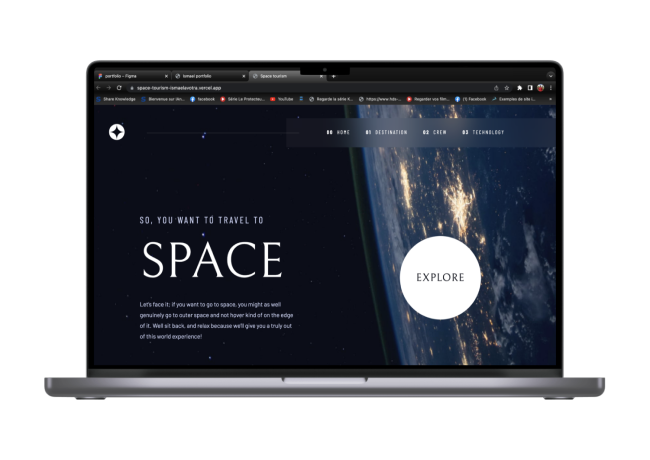 portfolio – Figma
Ismael portfolio
Space tourism
space-tourism-ismaelavotra.vercel.app
Share Knowledge
Bienvenue sur itin...
facebook
Série Le Protecteu...
YouTube
Regarde la série K...
https://www.hds-...
Regarder vos film...
(1) Facebook
Exemples de site I...
00 HOME
01 DESTINATION
02 CREW
03 TECHNOLOGY
SO, YOU WANT TO TRAVEL TO
SPACE
EXPLORE
Let's face it; if you want to go to space, you might as well
genuinely go to outer space and not hover kind of on the edge
of it. Well sit back, and relax because we'll give you a truly out
of this world experience!